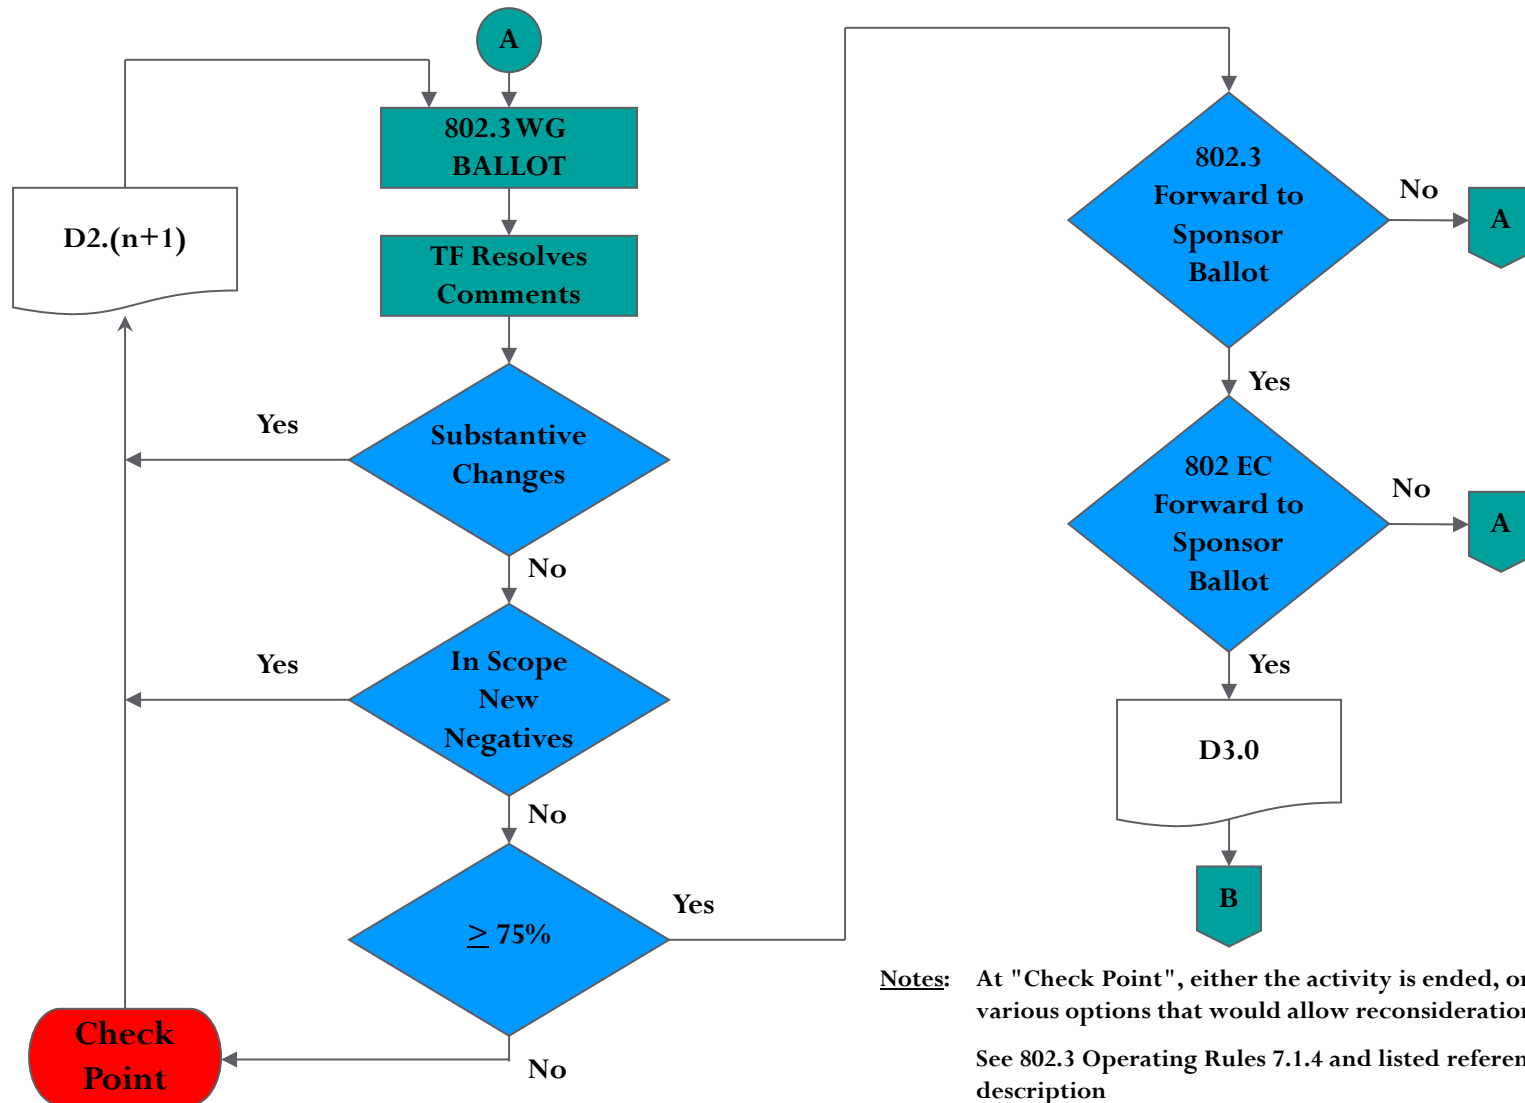 A
802.3 WG
BALLOT
D2.(n+1)
TF Resolves
Comments
Yes
Substantive
Changes
No
Yes
In Scope
New
Negatives
No
≥ 75%
Yes
Check
Point
No
802.3
Forward to
Sponsor
Ballot
No
A
Yes
802 EC
Forward to
Sponsor
Ballot
No
A
Yes
D3.0
B
Notes: At "Check Point", either the activity is ended, or
various options that would allow reconsideration
See 802.3 Operating Rules 7.1.4 and listed referen
description